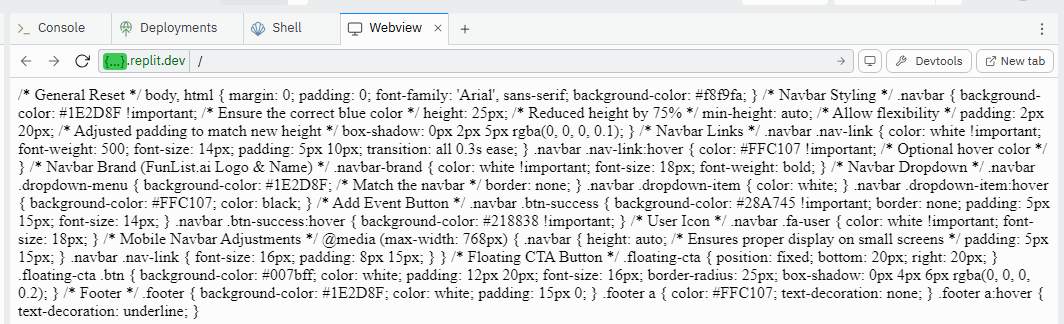 Console Deployments Shell Webview
{...}.replit.dev / Devtools New tab
/* General Reset */ body, html { margin: 0; padding: 0; font-family: 'Arial', sans-serif; background-color: #f8f9fa; } /* Navbar Styling */ .navbar { background-
color: #1E2D8F !important; /* Ensure the correct blue color */ height: 25px; /* Reduced height by 75% */ min-height: auto; /* Allow flexibility */ padding: 2px
20px; /* Adjusted padding to match new height */ box-shadow: 0px 2px 5px rgba(0, 0, 0, 0.1); } /* Navbar Links */ .navbar .nav-link { color: white !important;
font-weight: 500; font-size: 14px; padding: 5px 10px; transition: all 0.3s ease; } .navbar .nav-link:hover { color: #FFC107 !important; /* Optional hover color */
} /* Navbar Brand (FunList.ai Logo & Name) */ .navbar-brand { color: white !important; font-size: 18px; font-weight: bold; } /* Navbar Dropdown */ .navbar
.dropdown-menu { background-color: #1E2D8F; /* Match the navbar */ border: none; } .navbar .dropdown-item { color: white; } .navbar .dropdown-item:hover
{ background-color: #FFC107; color: black; } /* Add Event Button */ .navbar .btn-success { background-color: #28A745 !important; border: none; padding: 5px
15px; font-size: 14px; } .navbar .btn-success:hover { background-color: #218838 !important; } /* User Icon */ .navbar .fa-user { color: white !important; font-
size: 18px; } /* Mobile Navbar Adjustments */ @media (max-width: 768px) { .navbar { height: auto; /* Ensures proper display on small screens */ padding: 5px
15px; } .navbar .nav-link { font-size: 16px; padding: 8px 15px; } } /* Floating CTA Button */ .floating-cta { position: fixed; bottom: 20px; right: 20px; }
.floating-cta .btn { background-color: #007bff; color: white; padding: 12px 20px; font-size: 16px; border-radius: 25px; box-shadow: 0px 4px 6px rgba(0, 0, 0,
0.2); } /* Footer */ .footer { background-color: #1E2D8F; color: white; padding: 15px 0; } .footer a { color: #FFC107; text-decoration: none; } .footer a:hover {
text-decoration: underline; }